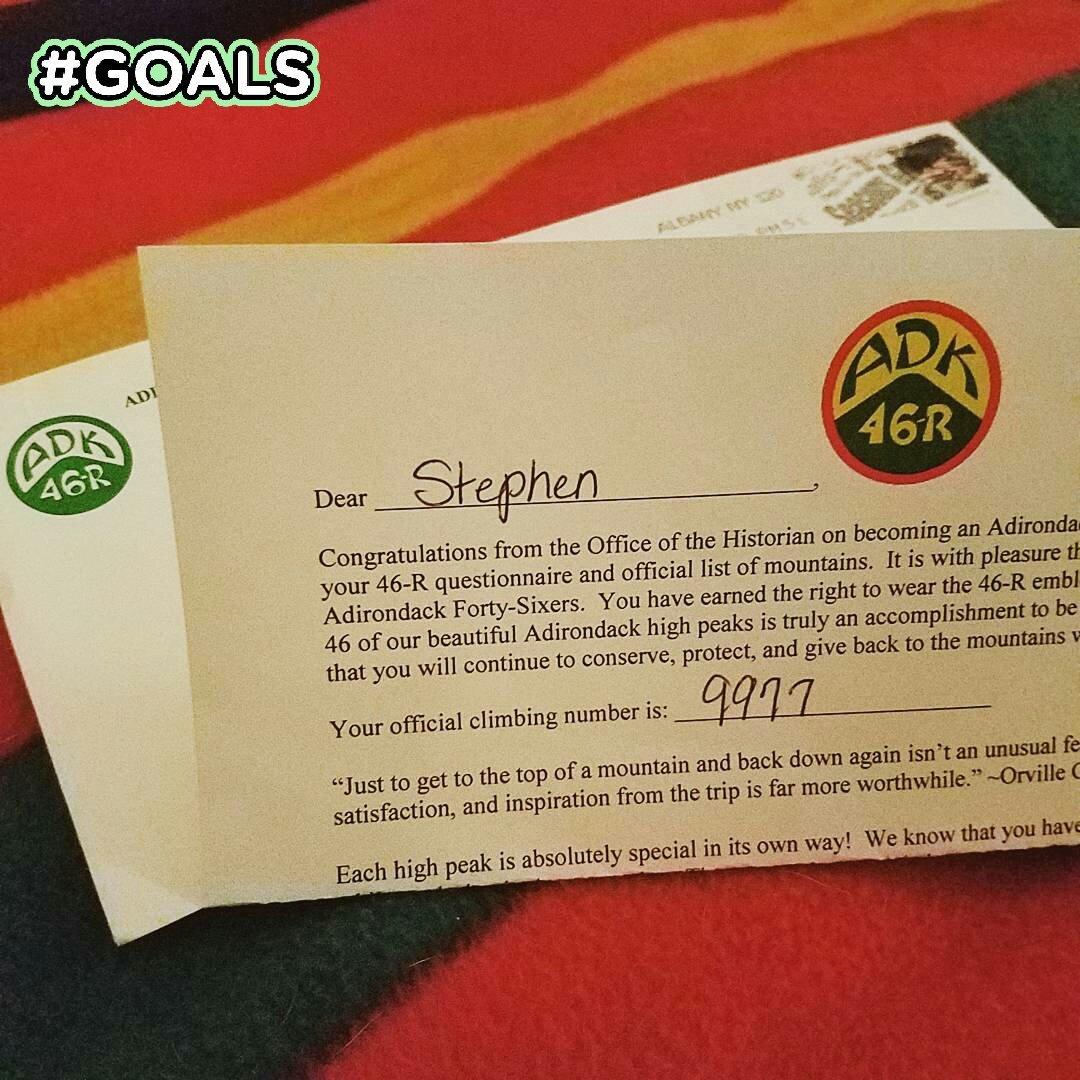 #GOALS
ALBANY NY 120
ADK
46-R
ADK
46-R
Dear Stephen,
Congratulations from the Office of the Historian on becoming an
your 46-R questionnaire and official list of mountains. It is with pleasure
Adirondack Forty-Sixers. You have earned the right to wear the 46-R
46 of our beautiful Adirondack high peaks is truly an accomplishment to be
that you will continue to conserve, protect, and give back to the mountains
Your official climbing number is: 9977
“Just to get to the top of a mountain and back down again isn’t an unusual
satisfaction, and inspiration from the trip is far more worthwhile.” ~Orville
Each high peak is absolutely special in its own way! We know that you have